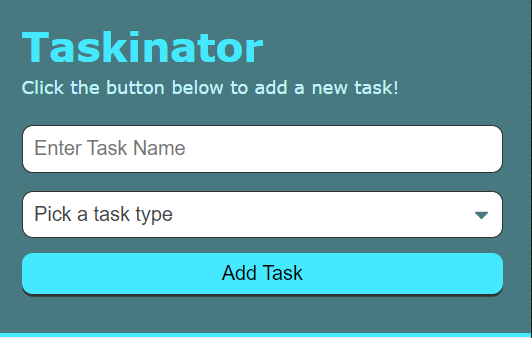 Taskinator
Click the button below to add a new task!
Enter Task Name
Pick a task type
Add Task